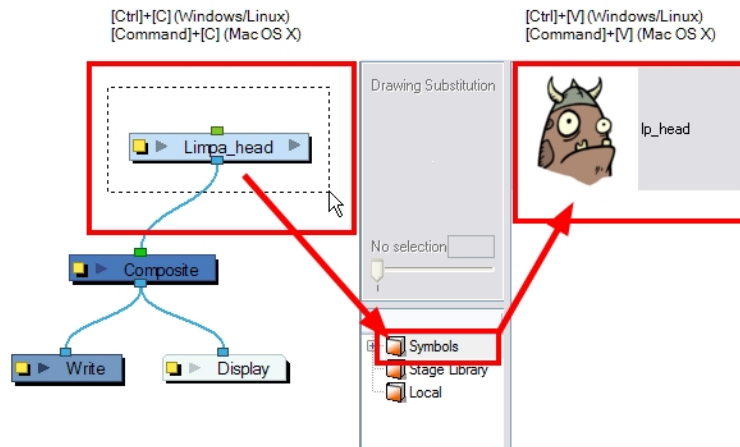 [Ctrl]+[C] (Windows/Linux)
[Command]+[C] (Mac OS X)
[Ctrl]+[V] (Windows/Linux)
[Command]+[V] (Mac OS X)
Limpa_head
Composite
Write
Display
Drawing Substitution
No selection
Symbols
Stage Library
Local
lp_head